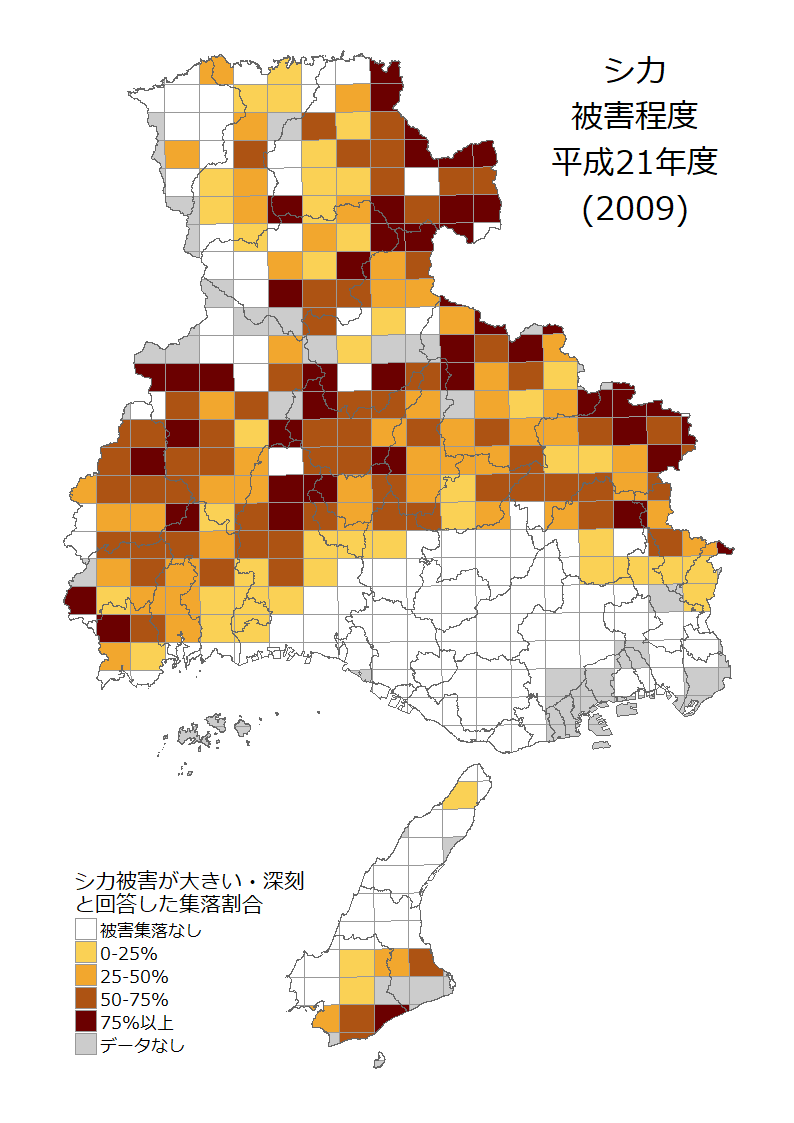 シカ
被害程度
平成21年度
(2009)
シカ被害が大きい・深刻
と回答した集落割合
被害集落なし
0-25%
25-50%
50-75%
75%以上
データなし